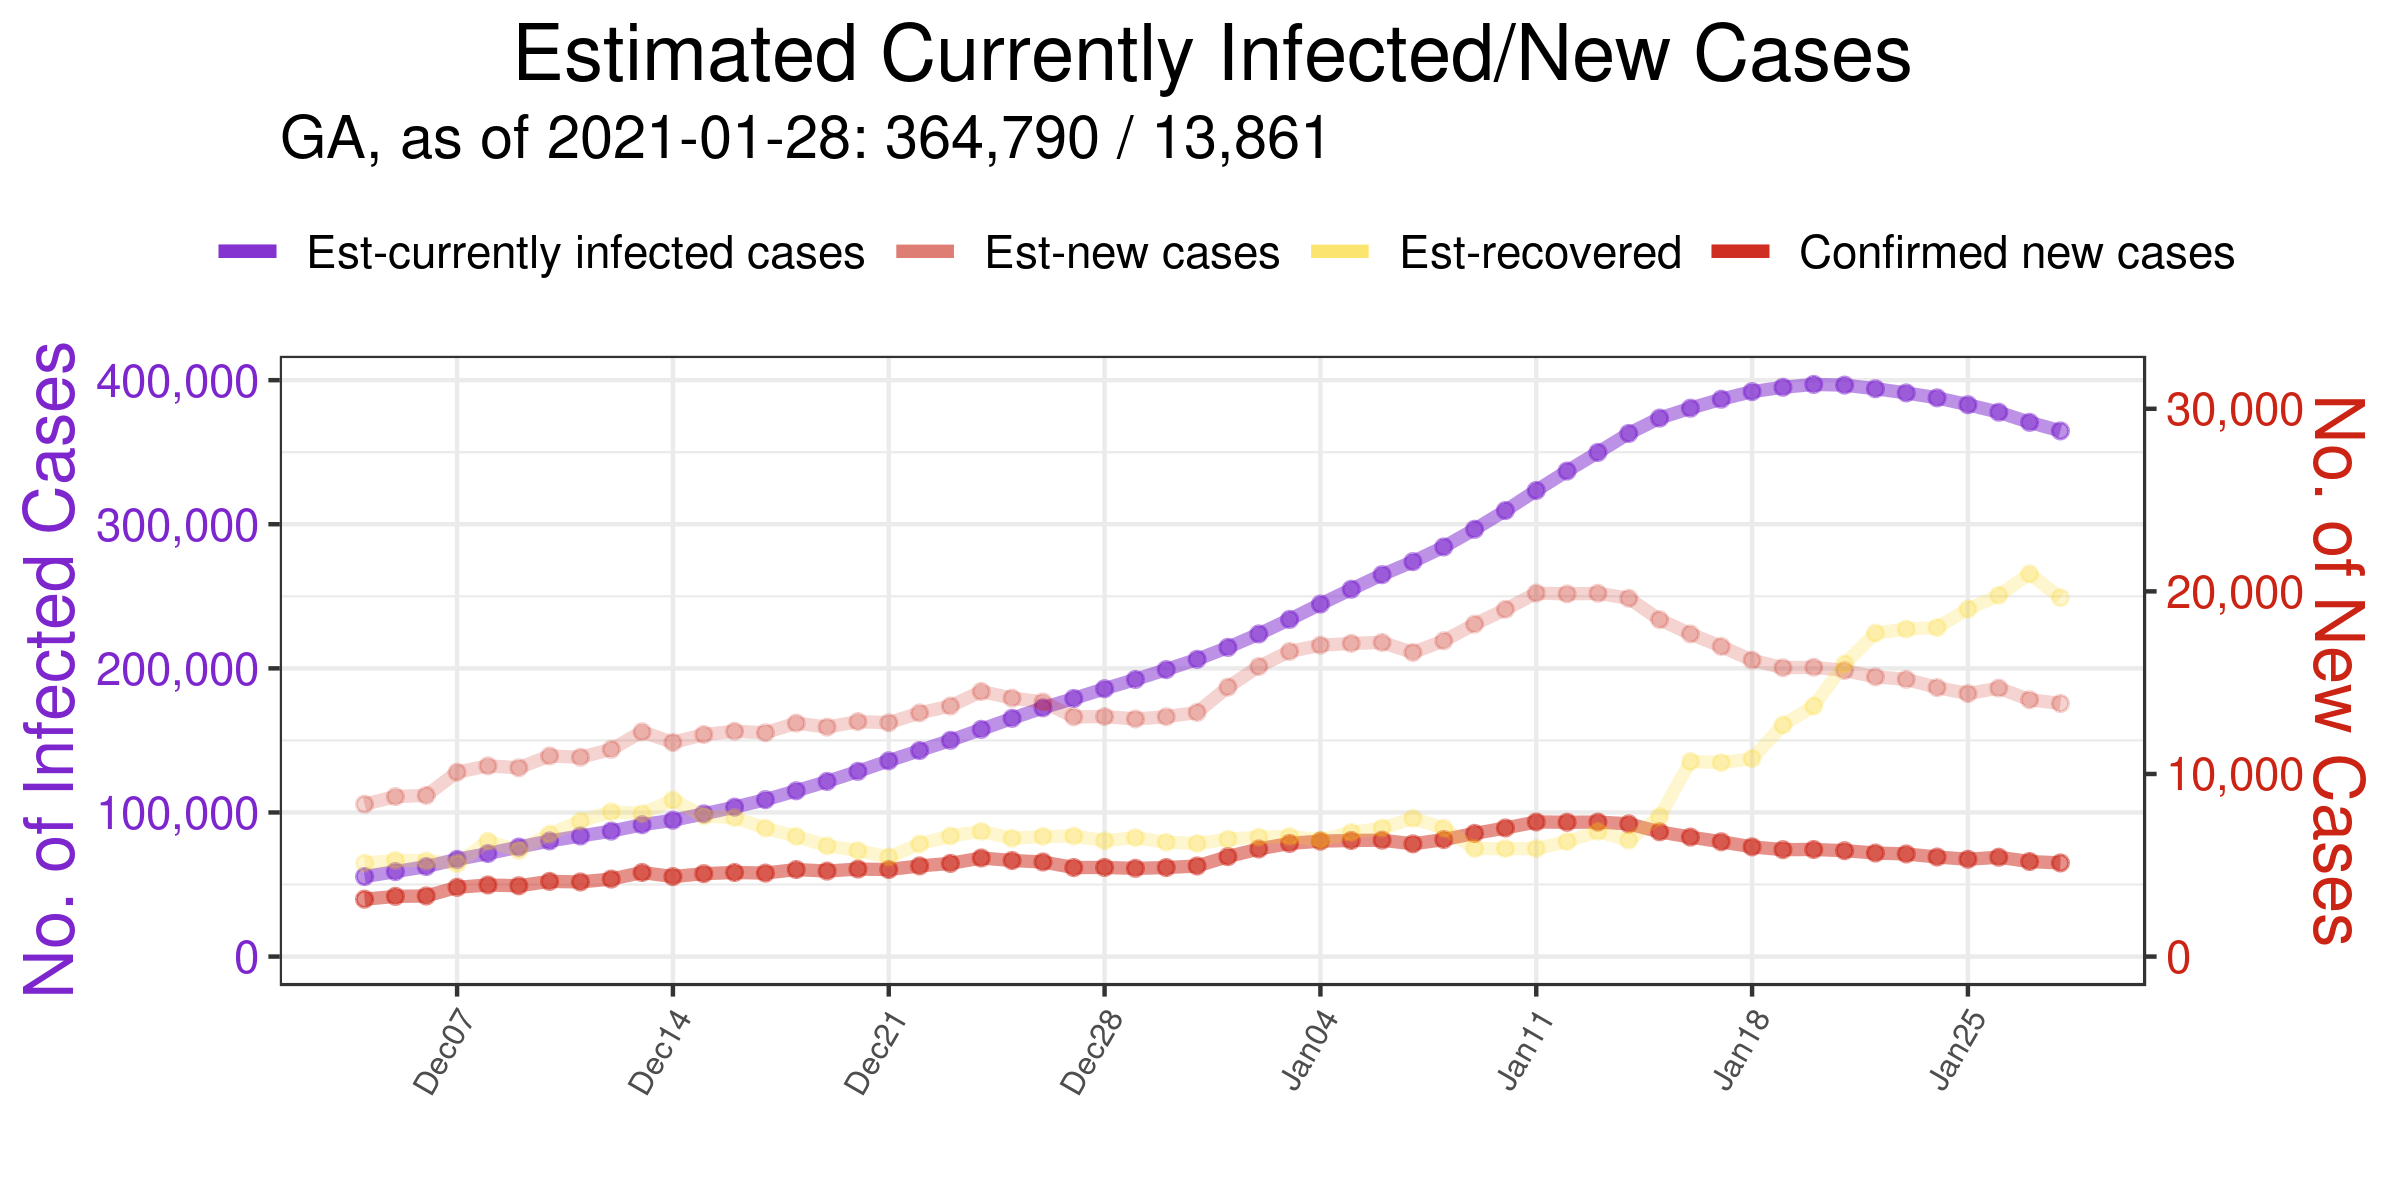 Estimated Currently Infected/New Cases
GA, as of 2021-01-28: 364,790 / 13,861
Est-currently infected cases
Est-new cases
Est-recovered
Confirmed new cases
No. of Infected Cases
400,000
300,000
200,000
100,000
0
30,000
20,000
10,000
0
No. of New Cases
Dec07
Dec14
Dec21
Dec28
Jan04
Jan11
Jan18
Jan25